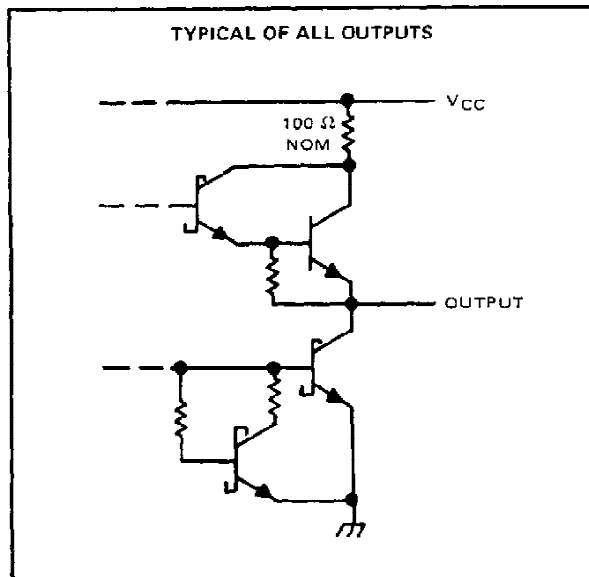 TYPICAL OF ALL OUTPUTS
VCC
100 Ω
NOM
OUTPUT